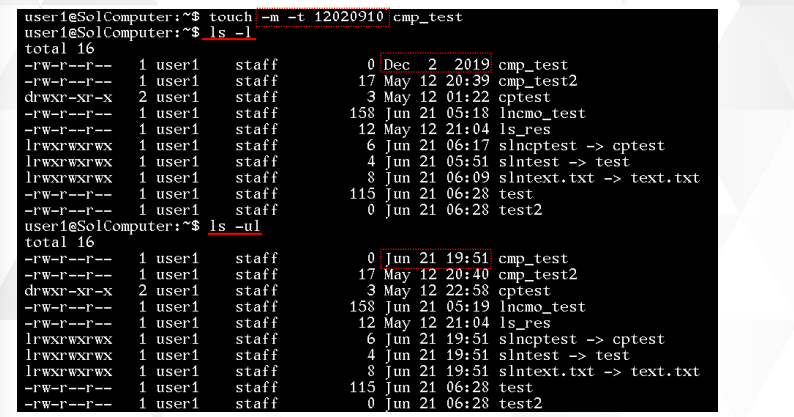 user1@SolComputer:~$ touch -m -t 12020910 cmp_test
user1@SolComputer:~$ ls -l
total 16
-rw-r--r-- 1 user1 staff 0 Dec 2 2019 cmp_test
-rw-r--r-- 1 user1 staff 17 May 12 20:39 cmp_test2
drwxr-xr-x 2 user1 staff 3 May 12 01:22 cptest
-rw-r--r-- 1 user1 staff 158 Jun 21 05:18 lncmo_test
-rw-r--r-- 1 user1 staff 12 May 12 21:04 ls_res
lrwxrwxrwx 1 user1 staff 6 Jun 21 06:17 slncptest -> cptest
lrwxrwxrwx 1 user1 staff 4 Jun 21 05:51 slntest -> test
lrwxrwxrwx 1 user1 staff 8 Jun 21 06:09 slntext.txt -> text.txt
-rw-r--r-- 1 user1 staff 115 Jun 21 06:28 test
-rw-r--r-- 1 user1 staff 0 Jun 21 06:28 test2
user1@SolComputer:~$ ls -ul
total 16
-rw-r--r-- 1 user1 staff 0 Jun 21 19:51 cmp_test
-rw-r--r-- 1 user1 staff 17 May 12 20:40 cmp_test2
drwxr-xr-x 2 user1 staff 3 May 12 22:58 cptest
-rw-r--r-- 1 user1 staff 158 Jun 21 05:19 lncmo_test
-rw-r--r-- 1 user1 staff 12 May 12 21:04 ls_res
lrwxrwxrwx 1 user1 staff 6 Jun 21 19:51 slncptest -> cptest
lrwxrwxrwx 1 user1 staff 4 Jun 21 19:51 slntest -> test
lrwxrwxrwx 1 user1 staff 8 Jun 21 19:51 slntext.txt -> text.txt
-rw-r--r-- 1 user1 staff 115 Jun 21 06:28 test
-rw-r--r-- 1 user1 staff 0 Jun 21 06:28 test2